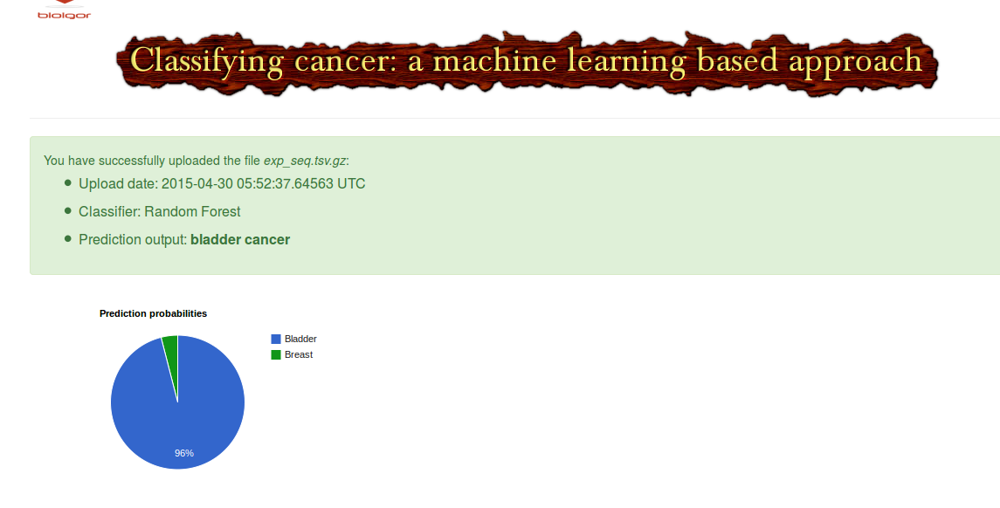 biolgor
Classifying cancer: a machine learning based approach
You have successfully uploaded the file exp_seq.tsv.gz:
Upload date: 2015-04-30 05:52:37.64563 UTC
Classifier: Random Forest
Prediction output: bladder cancer
Prediction probabilities
Bladder
Breast
96%